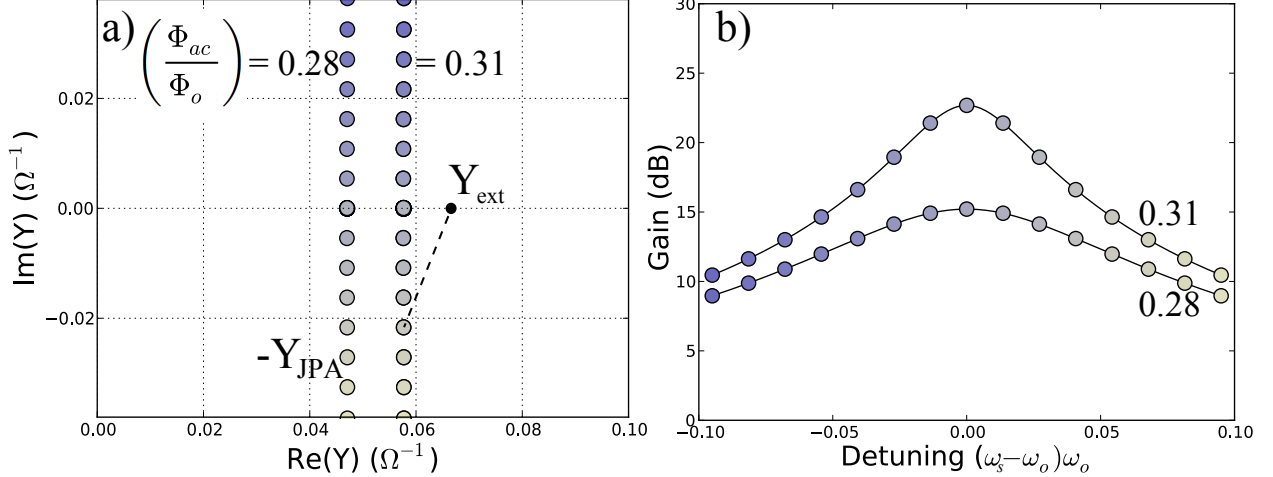 a)
(Φac/Φo) = 0.28
= 0.31
Yext
-YJPA
0.02
0.00
−0.02
Im(Y) (Ω⁻¹)
0.00 0.02 0.04 0.06 0.08 0.10
Re(Y) (Ω⁻¹)
b)
30
25
20
15
10
5
0
Gain (dB)
0.31
0.28
−0.10 −0.05 0.00 0.05 0.10
Detuning (ωs−ωo)ωo